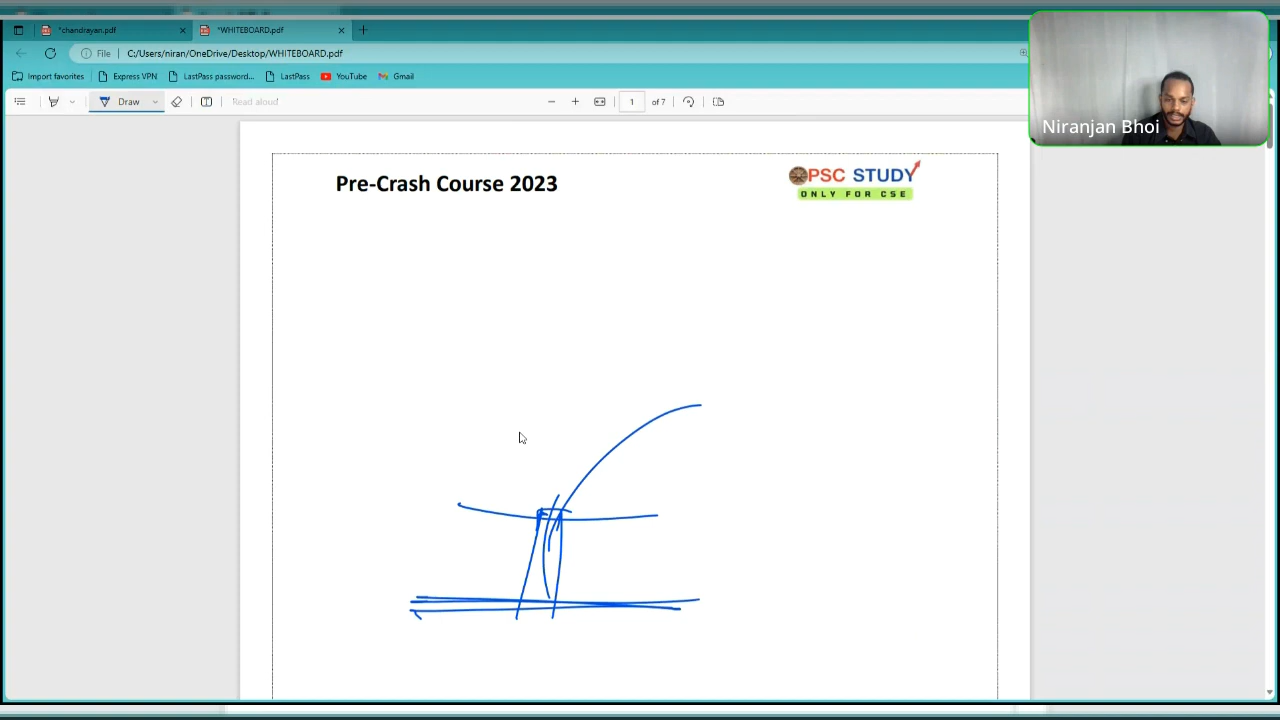 *chandrayan.pdf
*WHITEBOARD.pdf
File
C:/Users/niran/OneDrive/Desktop/WHITEBOARD.pdf
Import favorites
Express VPN
LastPass password...
LastPass
YouTube
Gmail
Draw
Read aloud
1 of 7
Niranjan Bhoi
Pre-Crash Course 2023
OPSC STUDY
ONLY FOR CSE